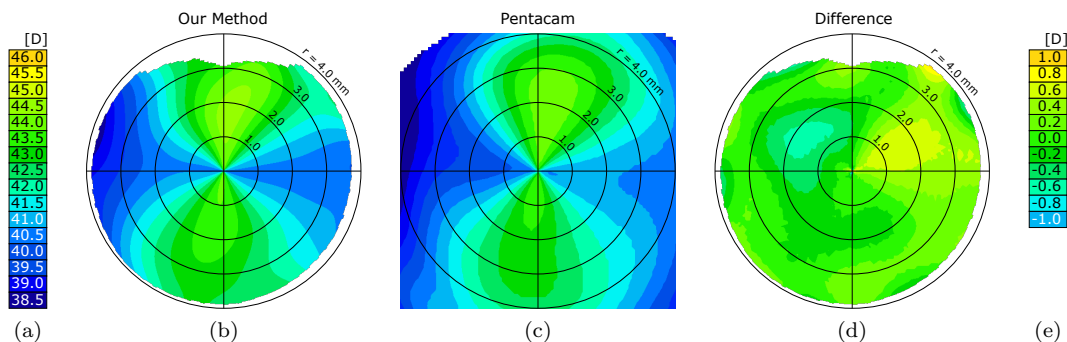 Our Method
Pentacam
Difference
[D]
46.0
45.5
45.0
44.5
44.0
43.5
43.0
42.5
42.0
41.5
41.0
40.5
40.0
39.5
39.0
38.5
r = 4.0 mm
3.0
2.0
1.0
r = 4.0 mm
3.0
2.0
1.0
r = 4.0 mm
3.0
2.0
1.0
[D]
1.0
0.8
0.6
0.4
0.2
0.0
-0.2
-0.4
-0.6
-0.8
-1.0
(a)
(b)
(c)
(d)
(e)